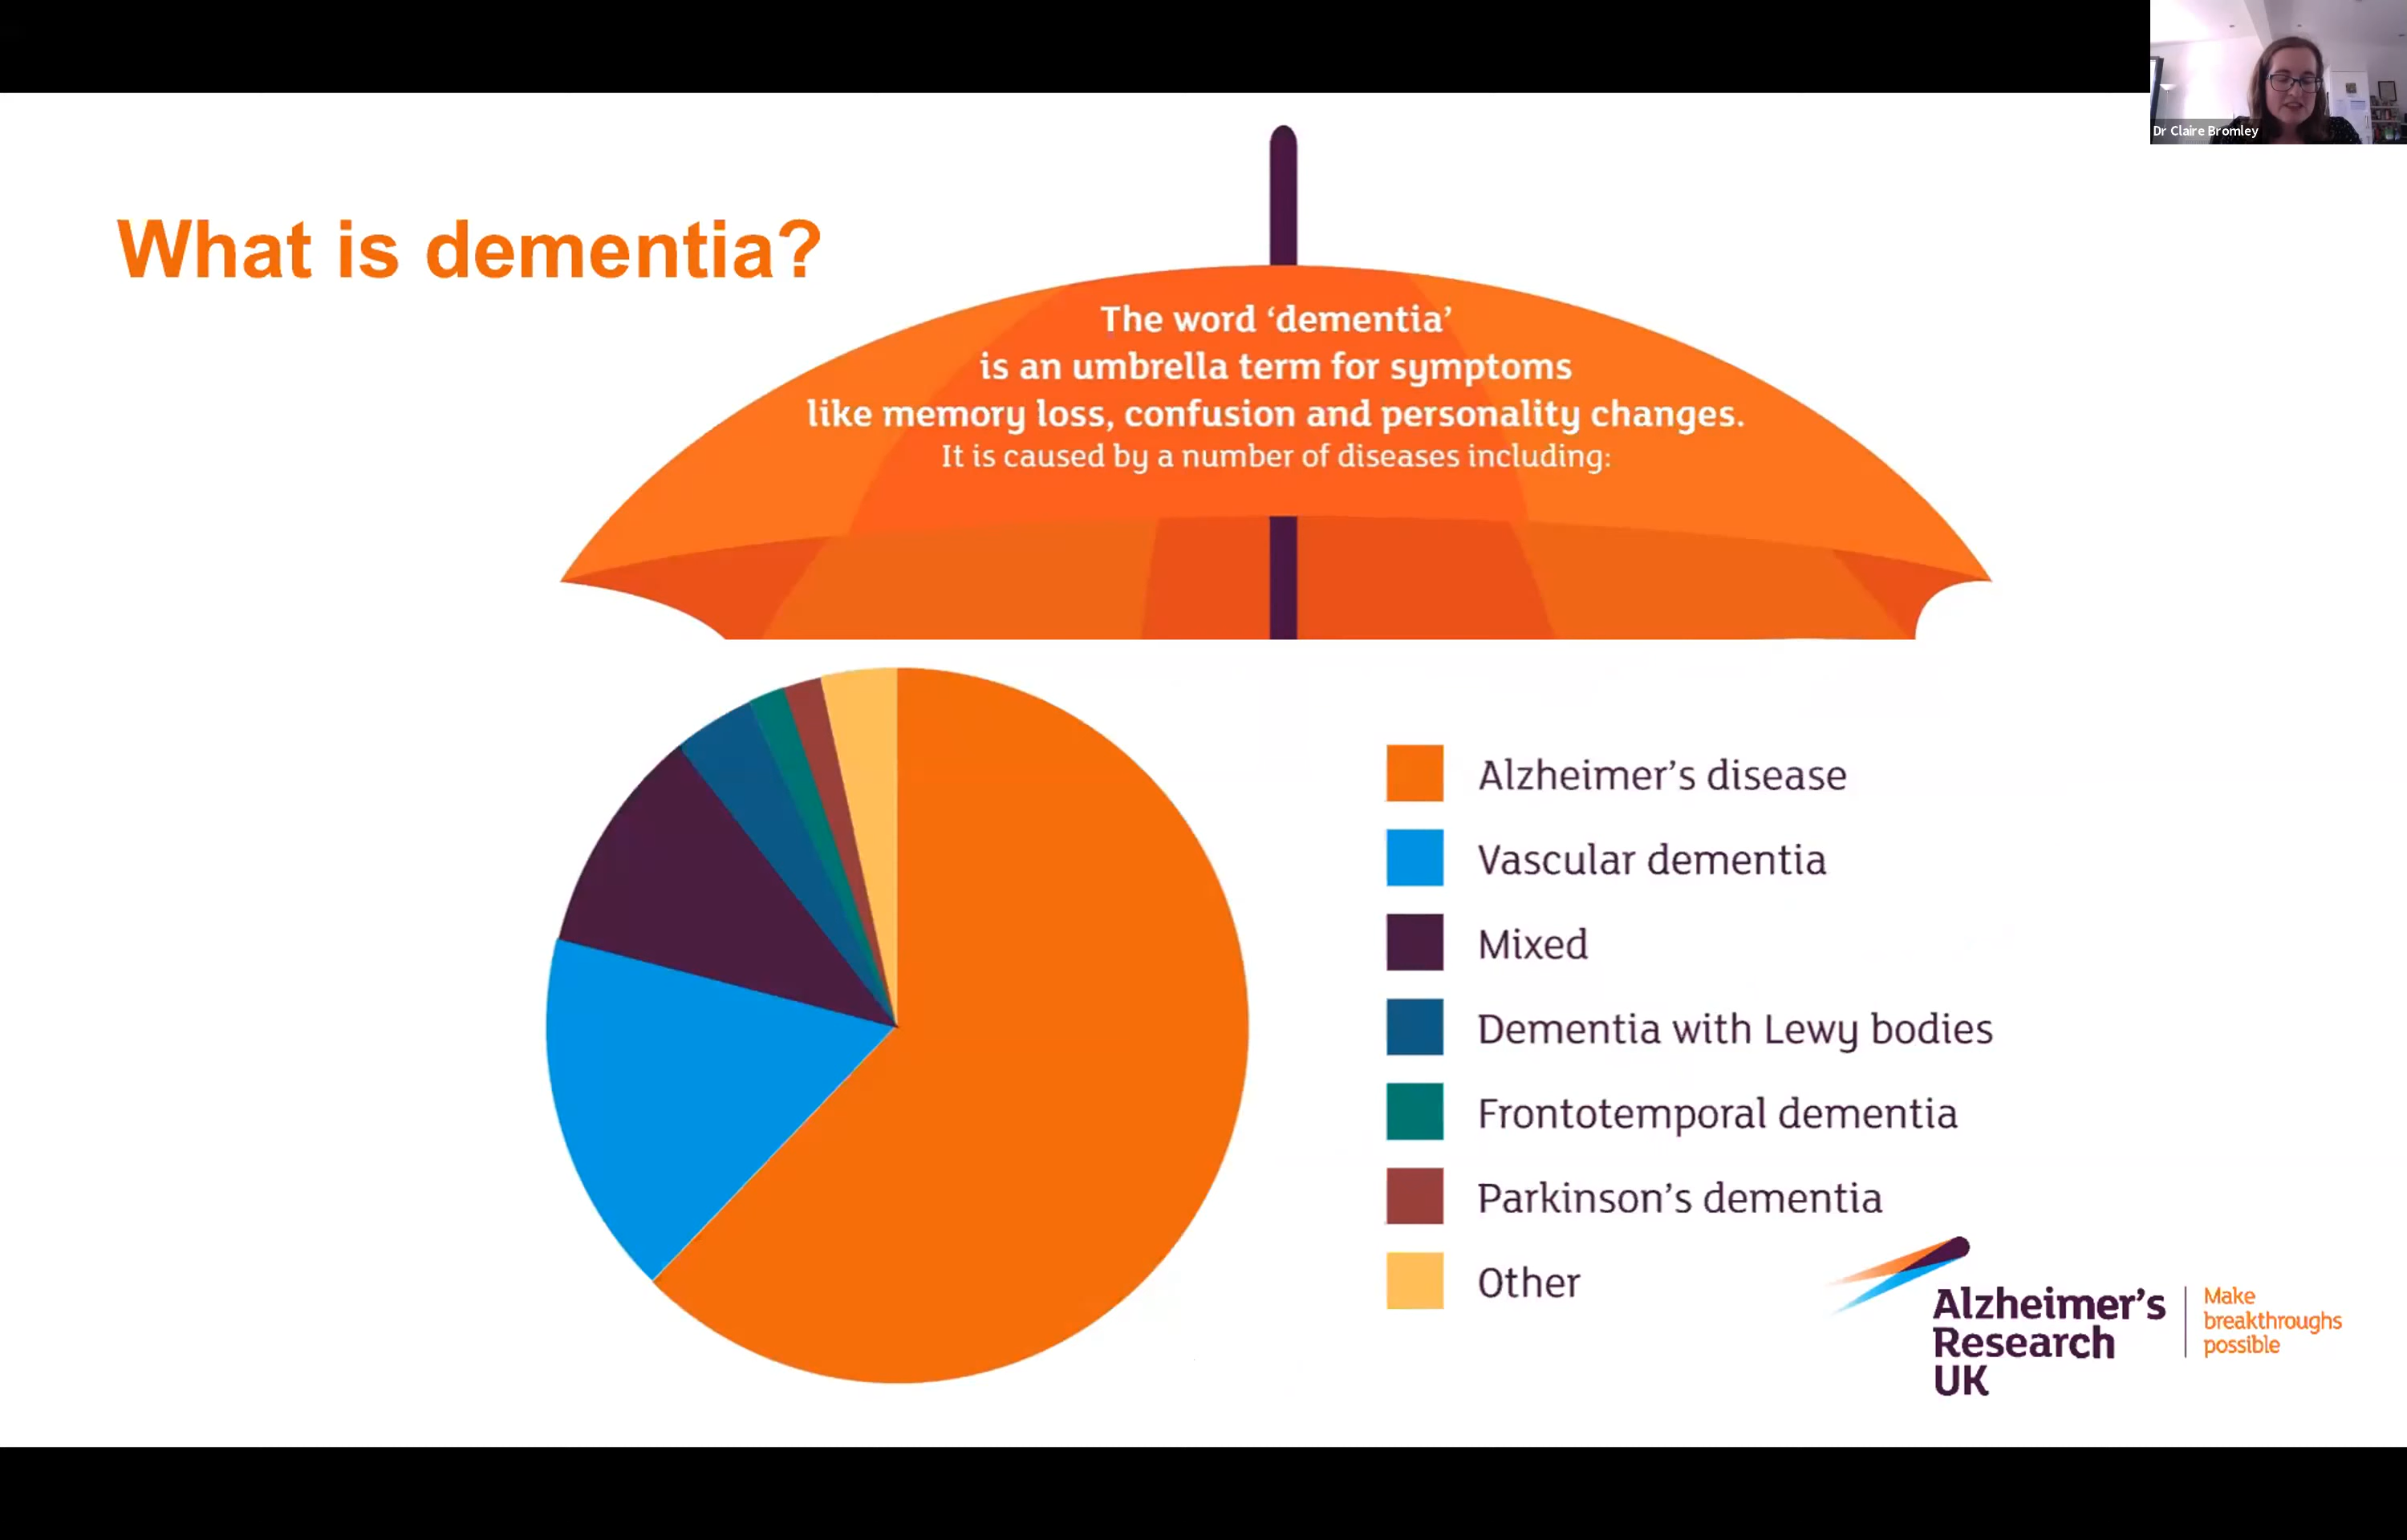 Dr Claire Bromley
What is dementia?
The word ‘dementia’
is an umbrella term for symptoms
like memory loss, confusion and personality changes.
It is caused by a number of diseases including:
Alzheimer’s disease
Vascular dementia
Mixed
Dementia with Lewy bodies
Frontotemporal dementia
Parkinson’s dementia
Other
Alzheimer’s
Research
UK
Make
breakthroughs
possible